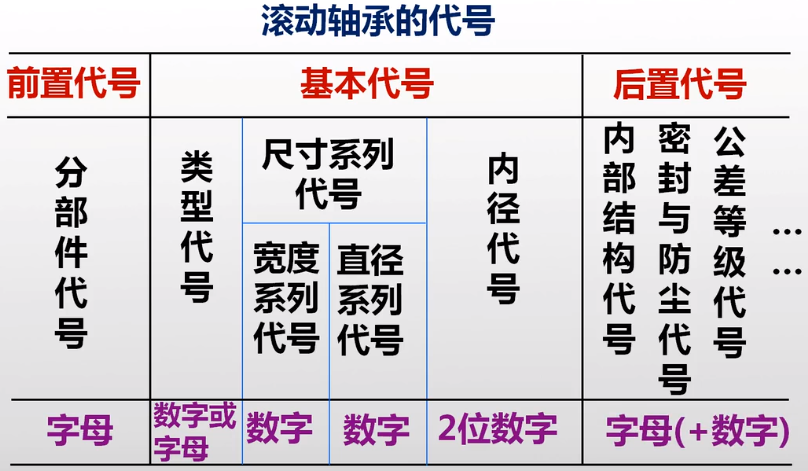 滚动轴承的代号
前置代号
基本代号
后置代号
分部件代号
类型代号
尺寸系列
代号
宽度
系列
代号
直径
系列
代号
内径代号
内部结构代号
密封与防尘代号
公差等级代号
...
...
字母
数字或
字母
数字
数字
2位数字
字母(+数字)